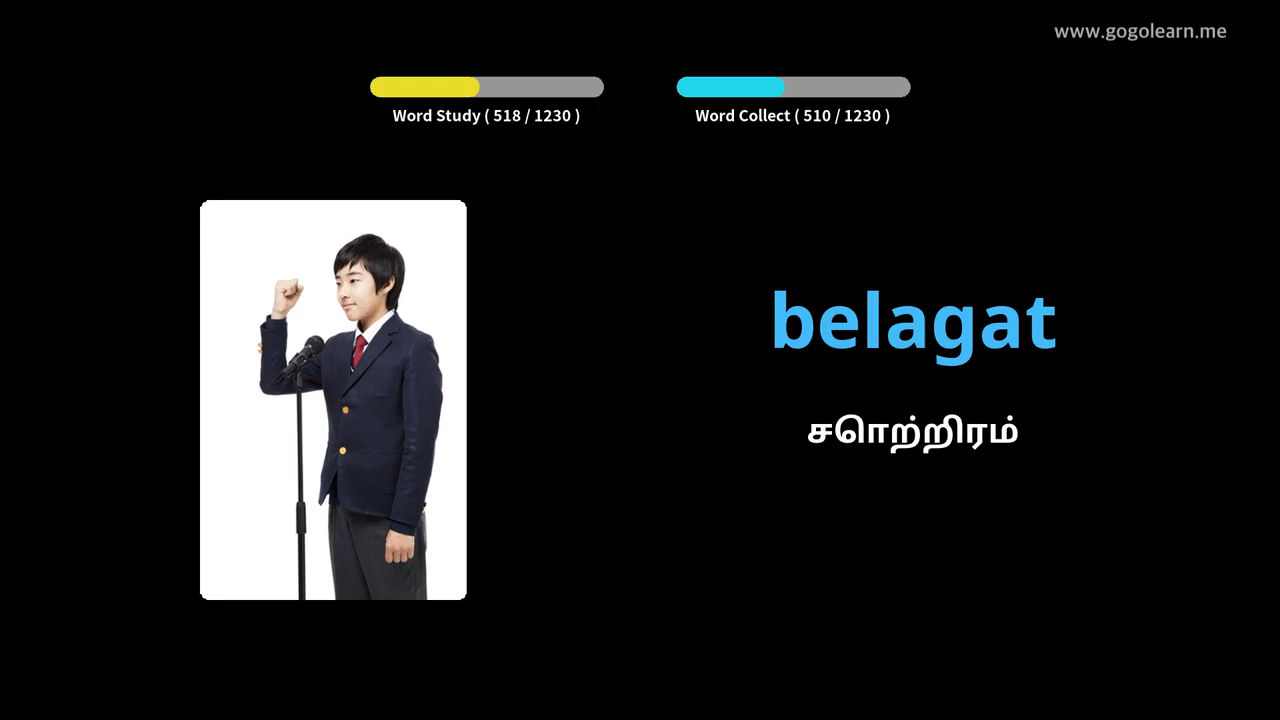 www.gogolearn.me
Word Study ( 518 / 1230 )
Word Collect ( 510 / 1230 )
belagat
சொற்றிரம்